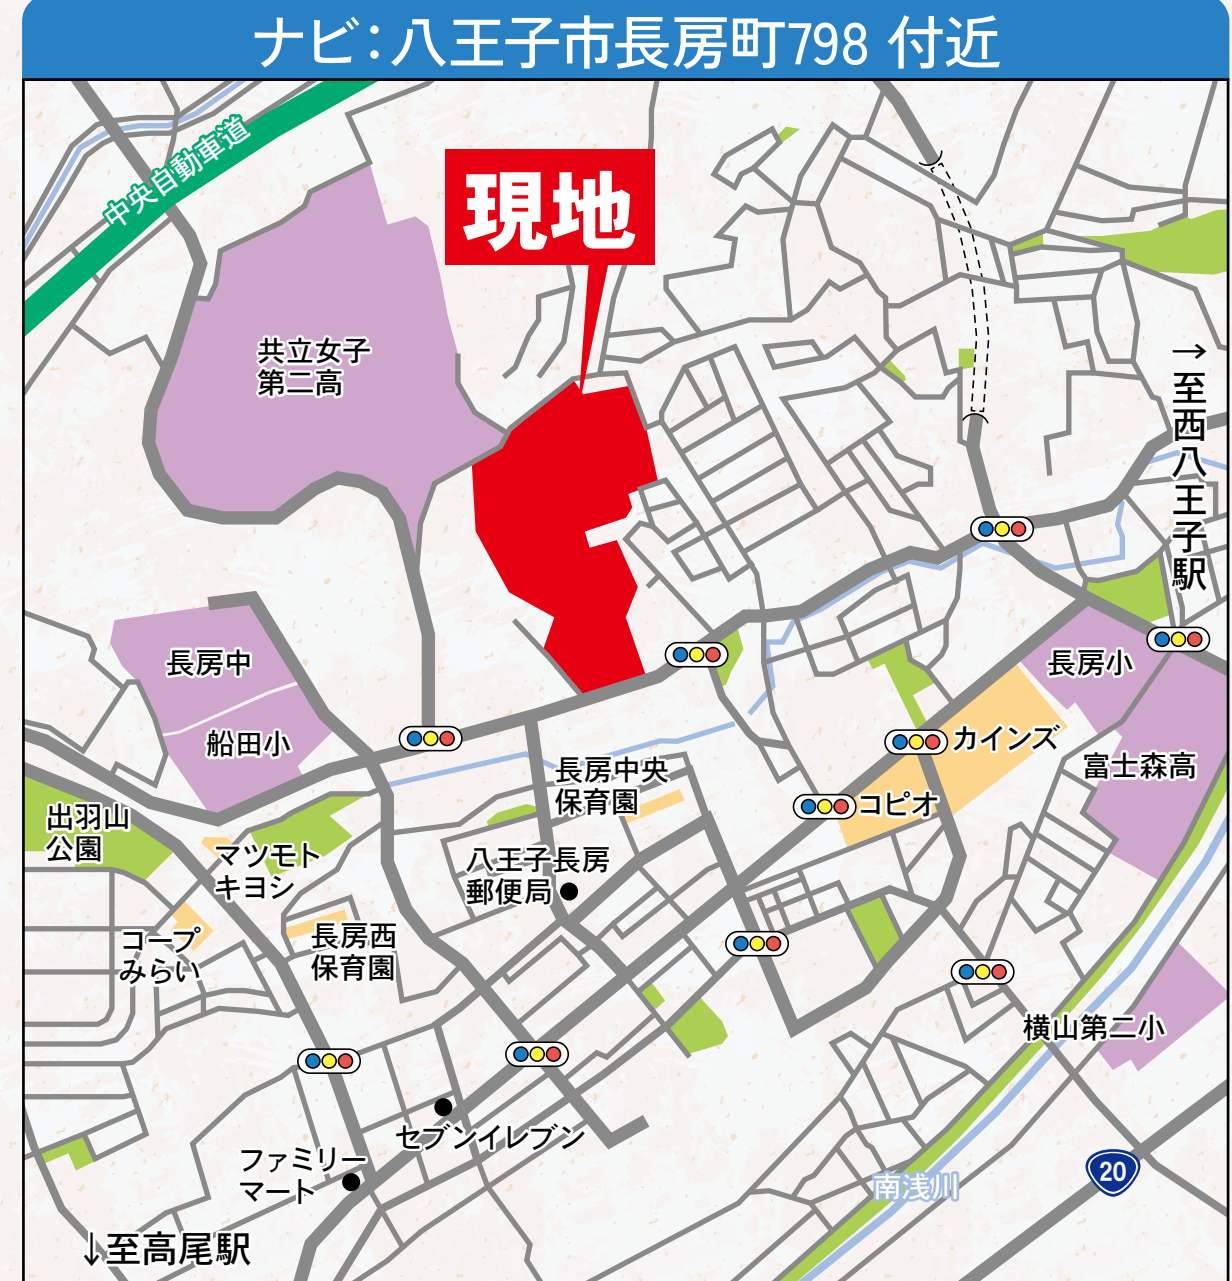 ナビ：八王子市長房町798 付近
中央自動車道
現地
共立女子
第二高
→至西八王子駅
長房中
船田小
長房小
カインズ
富士森高
コピオ
長房中央
保育園
出羽山
公園
マツモト
キヨシ
八王子長房
郵便局
コープ
みらい
長房西
保育園
横山第二小
セブンイレブン
ファミリー
マート
20
南浅川
↓至高尾駅